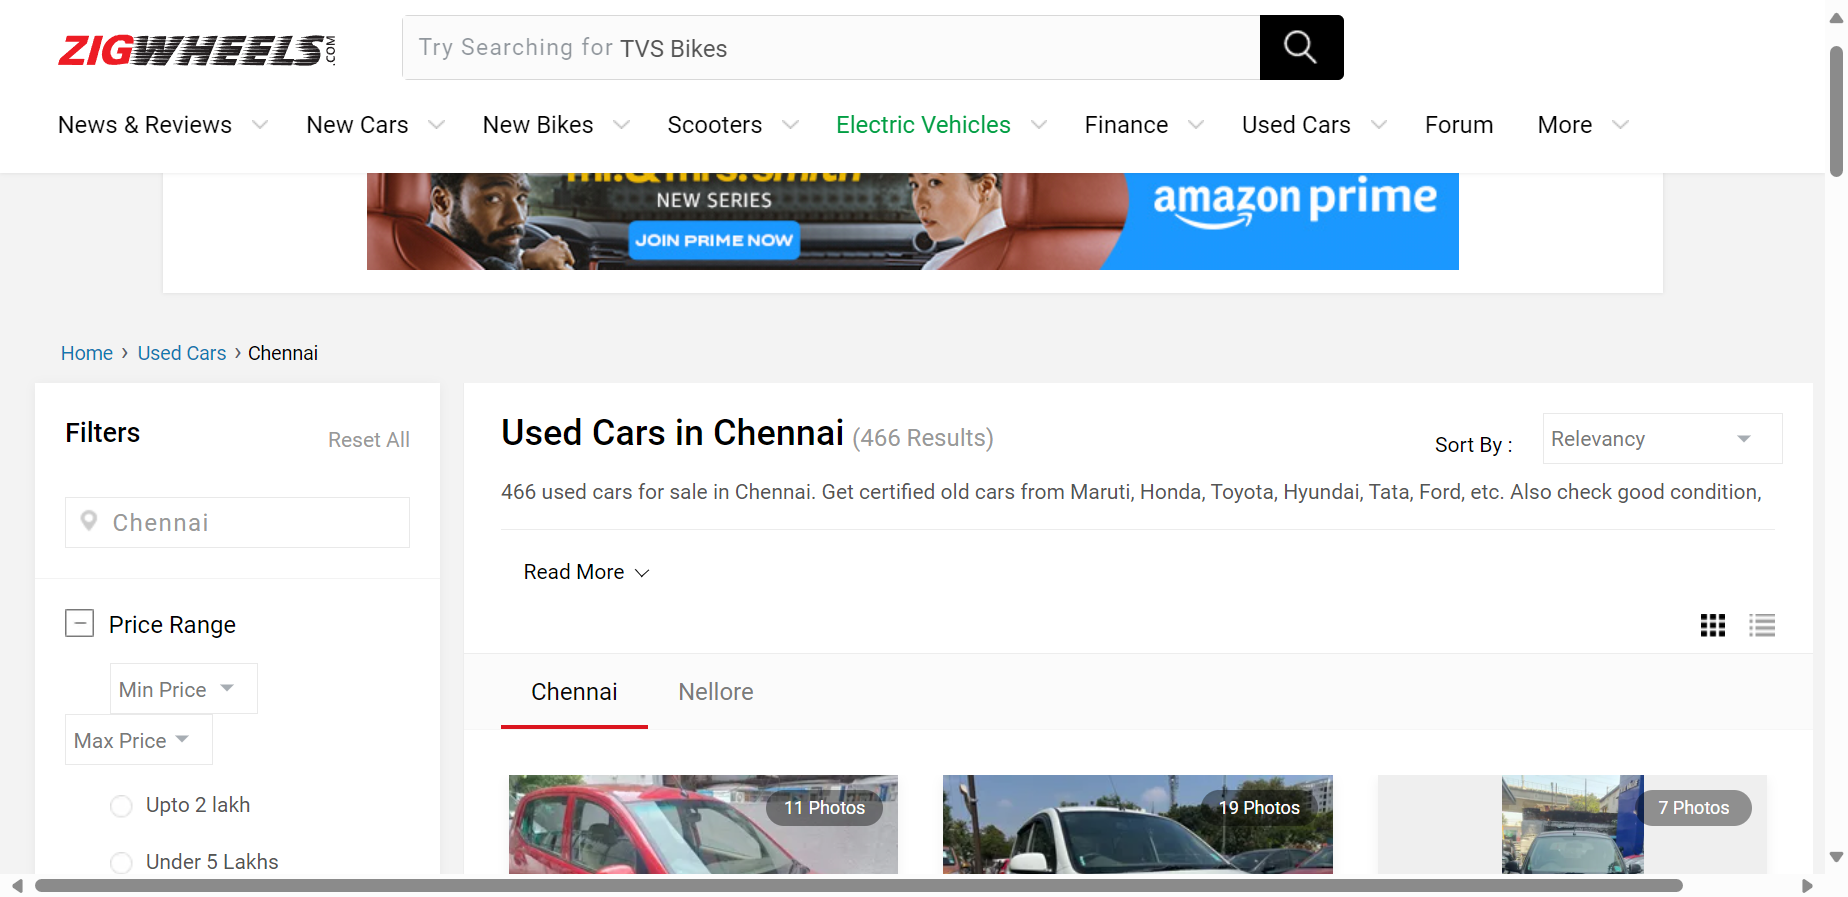 ZIGWHEELS.COM
Try Searching for TVS Bikes
News & Reviews New Cars New Bikes Scooters Electric Vehicles Finance Used Cars Forum More
mr.&mrs.smith
NEW SERIES
JOIN PRIME NOW
amazon prime
Home › Used Cars › Chennai
Filters
Reset All
Chennai
Price Range
Min Price
Max Price
Upto 2 lakh
Under 5 Lakhs
Used Cars in Chennai (466 Results)
Sort By : Relevancy
466 used cars for sale in Chennai. Get certified old cars from Maruti, Honda, Toyota, Hyundai, Tata, Ford, etc. Also check good condition,
Read More
Chennai Nellore
11 Photos 19 Photos 7 Photos